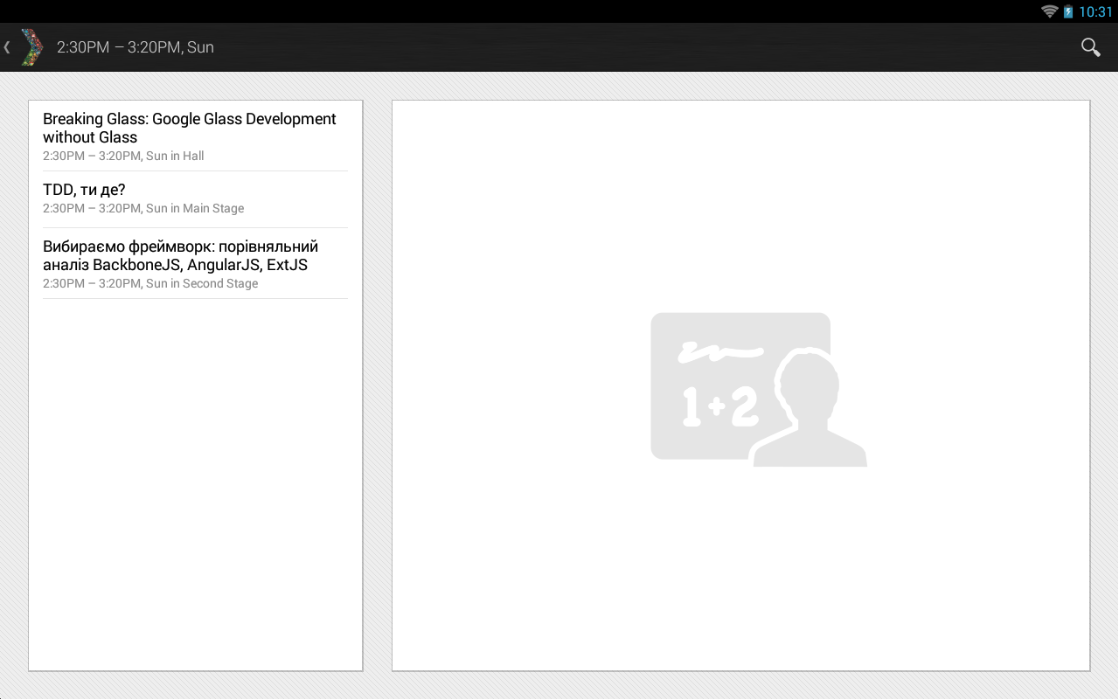 10:31
2:30PM – 3:20PM, Sun
Breaking Glass: Google Glass Development
without Glass
2:30PM – 3:20PM, Sun in Hall
TDD, ти де?
2:30PM – 3:20PM, Sun in Main Stage
Вибираємо фреймворк: порівняльний
аналіз BackboneJS, AngularJS, ExtJS
2:30PM – 3:20PM, Sun in Second Stage
1+2